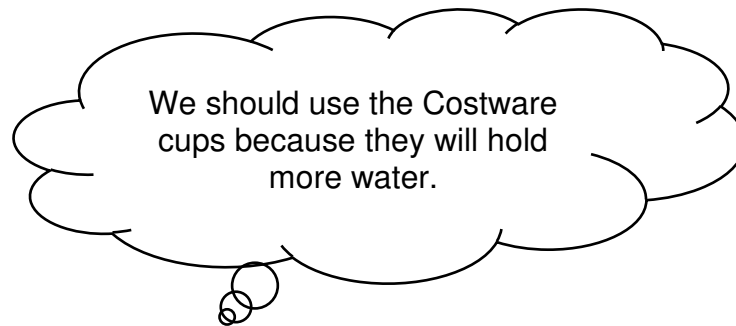 We should use the Costware
cups because they will hold
more water.